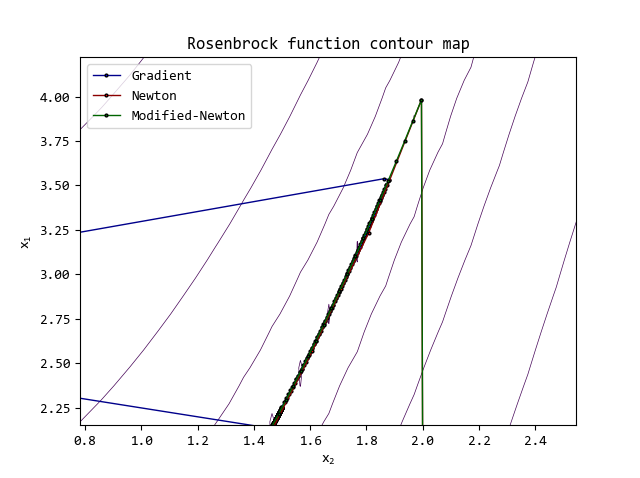 Rosenbrock function contour map
Gradient
Newton
Modified-Newton
4.00
3.75
3.50
3.25
3.00
2.75
2.50
2.25
x₁
0.8 1.0 1.2 1.4 1.6 1.8 2.0 2.2 2.4
x₂